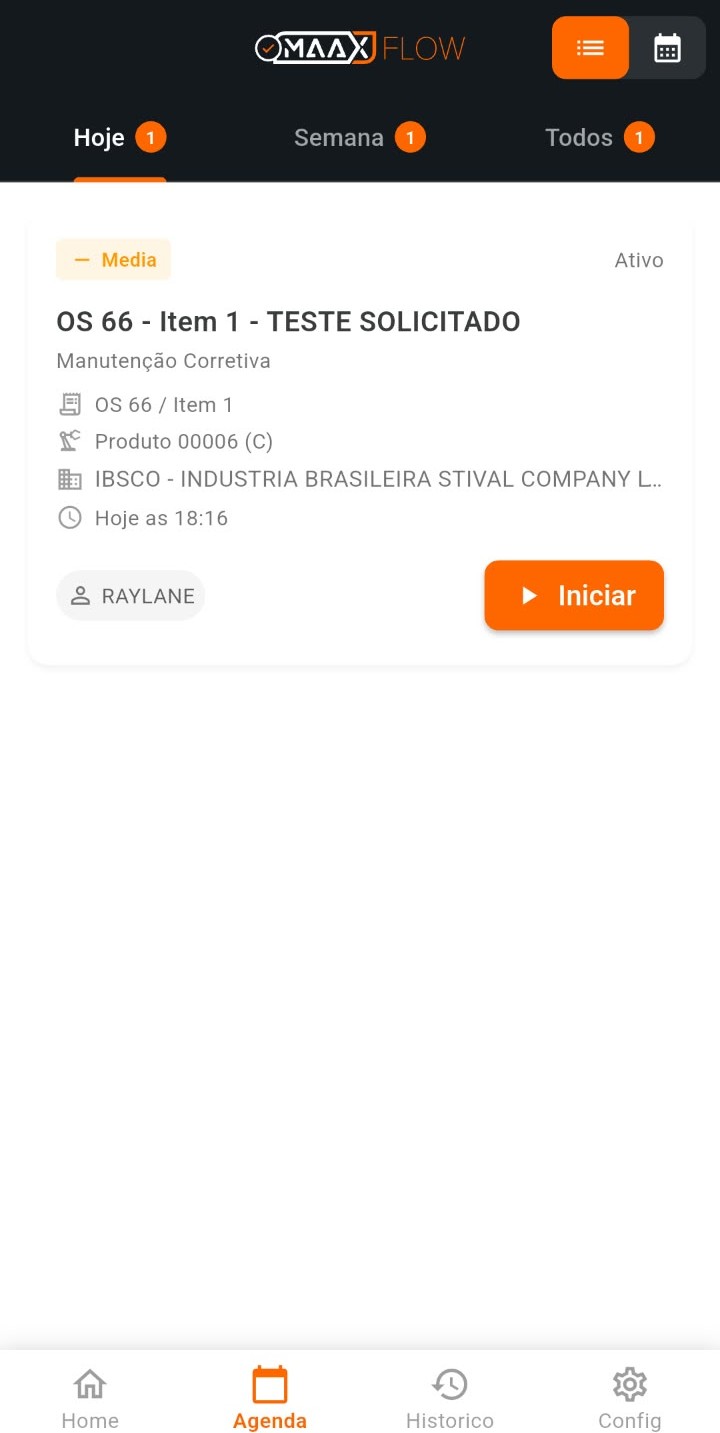 MAAX FLOW
Hoje 1
Semana 1
Todos 1
Media
Ativo
OS 66 - Item 1 - TESTE SOLICITADO
Manutenção Corretiva
OS 66 / Item 1
Produto 00006 (C)
IBSCO - INDUSTRIA BRASILEIRA STIVAL COMPANY L…
Hoje as 18:16
RAYLANE
Iniciar
Home
Agenda
Historico
Config